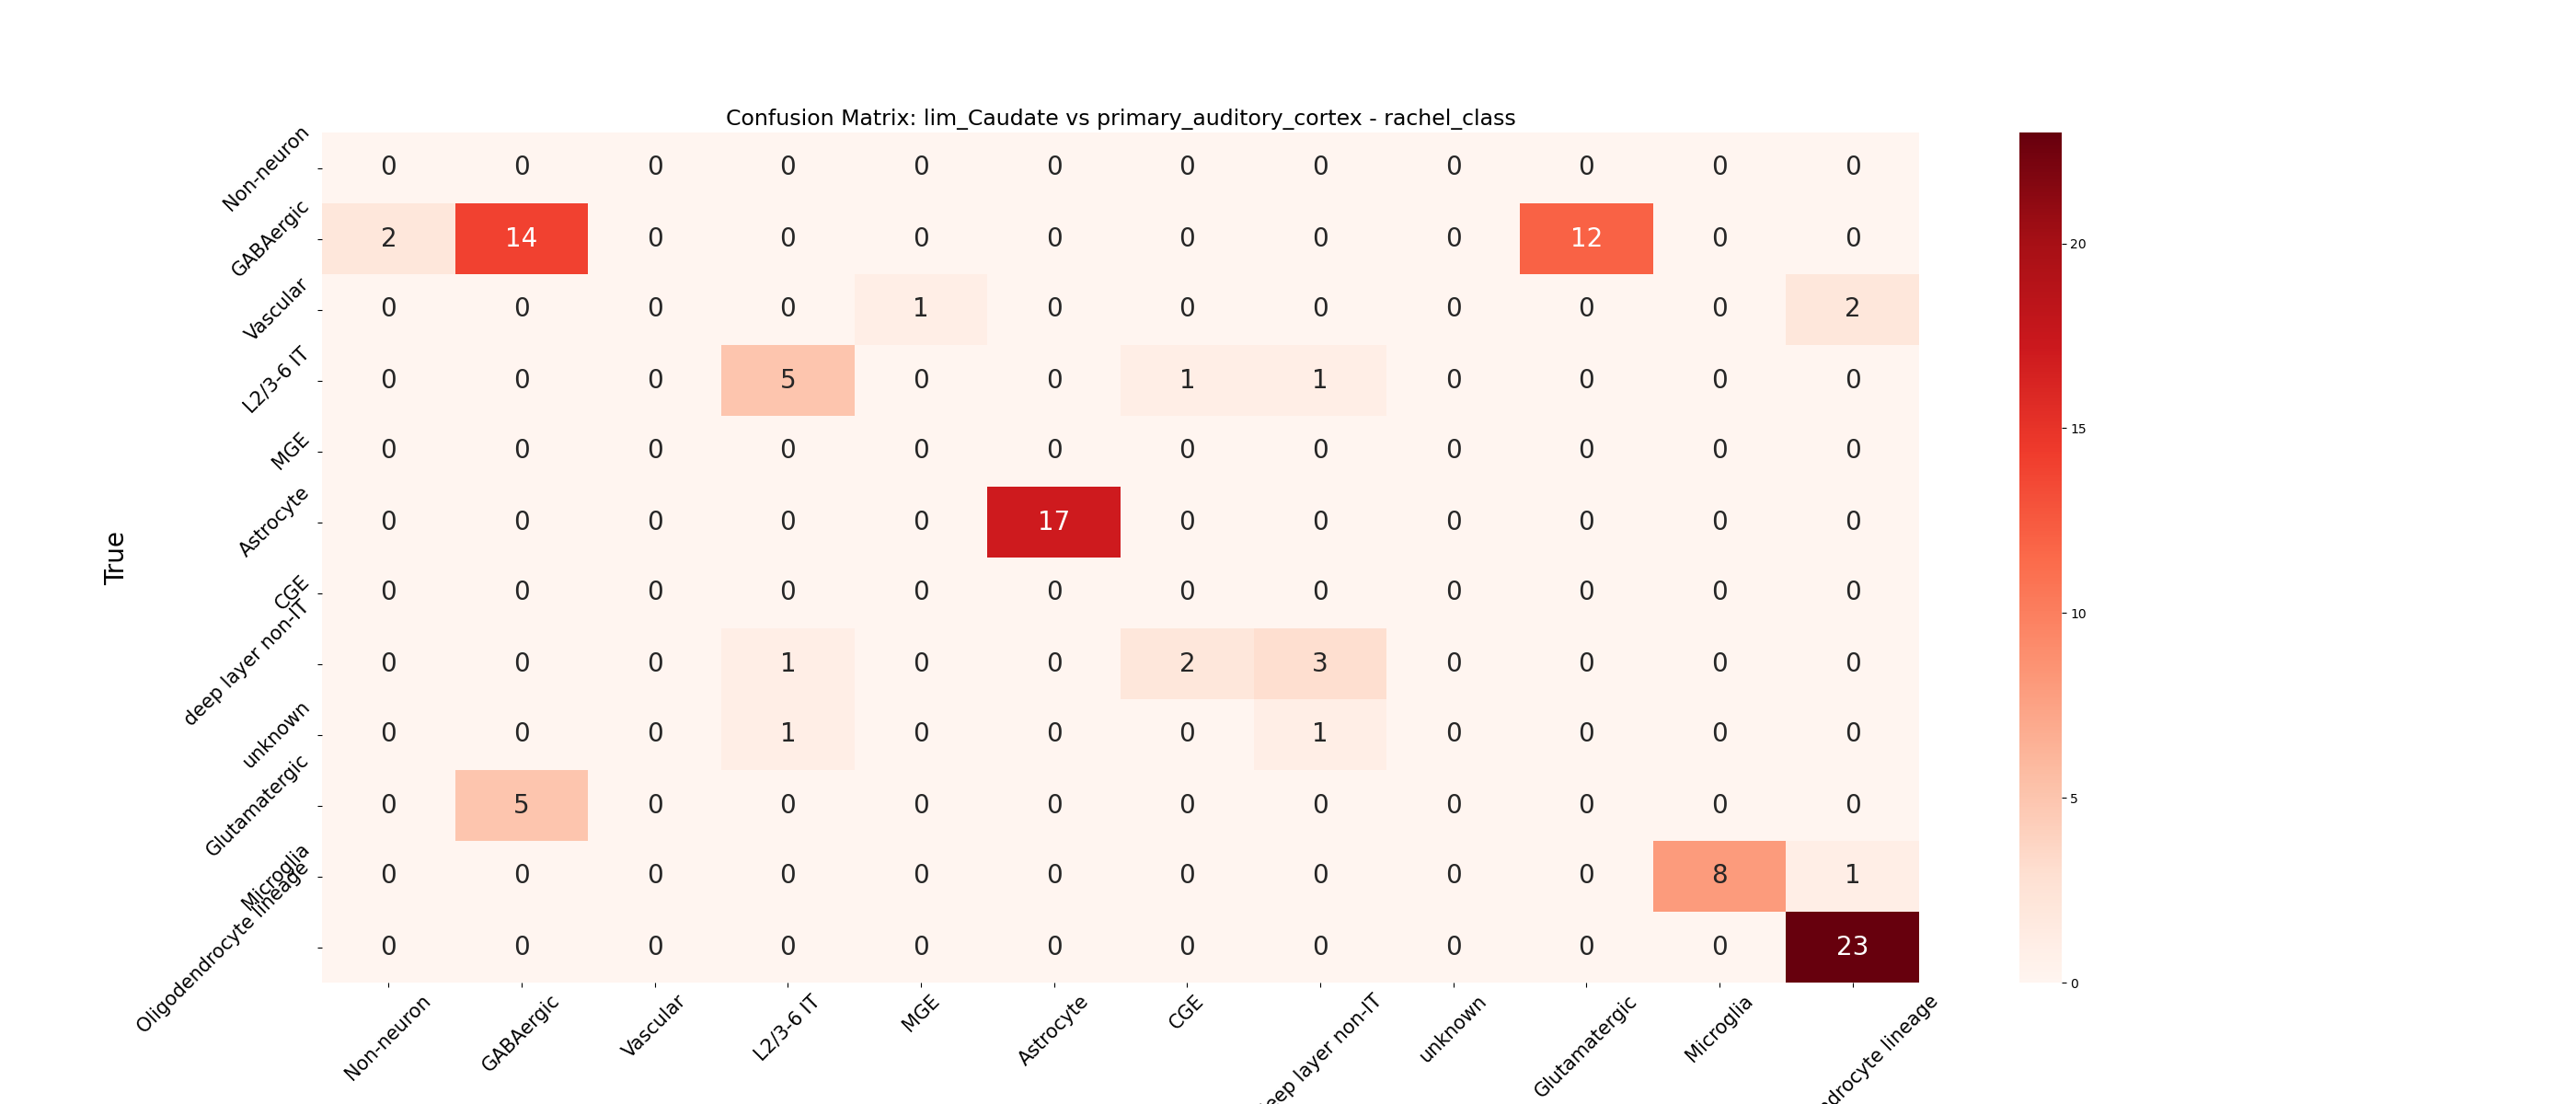 Confusion Matrix: lim_Caudate vs primary_auditory_cortex - rachel_class
True
Non-neuron 0 0 0 0 0 0 0 0 0 0 0 0
GABAergic 2 14 0 0 0 0 0 0 0 12 0 0
Vascular 0 0 0 0 1 0 0 0 0 0 0 2
L2/3-6 IT 0 0 0 5 0 0 1 1 0 0 0 0
MGE 0 0 0 0 0 0 0 0 0 0 0 0
Astrocyte 0 0 0 0 0 17 0 0 0 0 0 0
CGE 0 0 0 0 0 0 0 0 0 0 0 0
deep layer non-IT 0 0 0 1 0 0 2 3 0 0 0 0
unknown 0 0 0 1 0 0 0 1 0 0 0 0
Glutamatergic 0 5 0 0 0 0 0 0 0 0 0 0
Microglia 0 0 0 0 0 0 0 0 0 0 8 1
Oligodendrocyte lineage 0 0 0 0 0 0 0 0 0 0 0 23
Non-neuron GABAergic Vascular L2/3-6 IT MGE Astrocyte CGE eep layer non-IT unknown Glutamatergic Microglia ndrocyte lineage
20
15
10
5
0